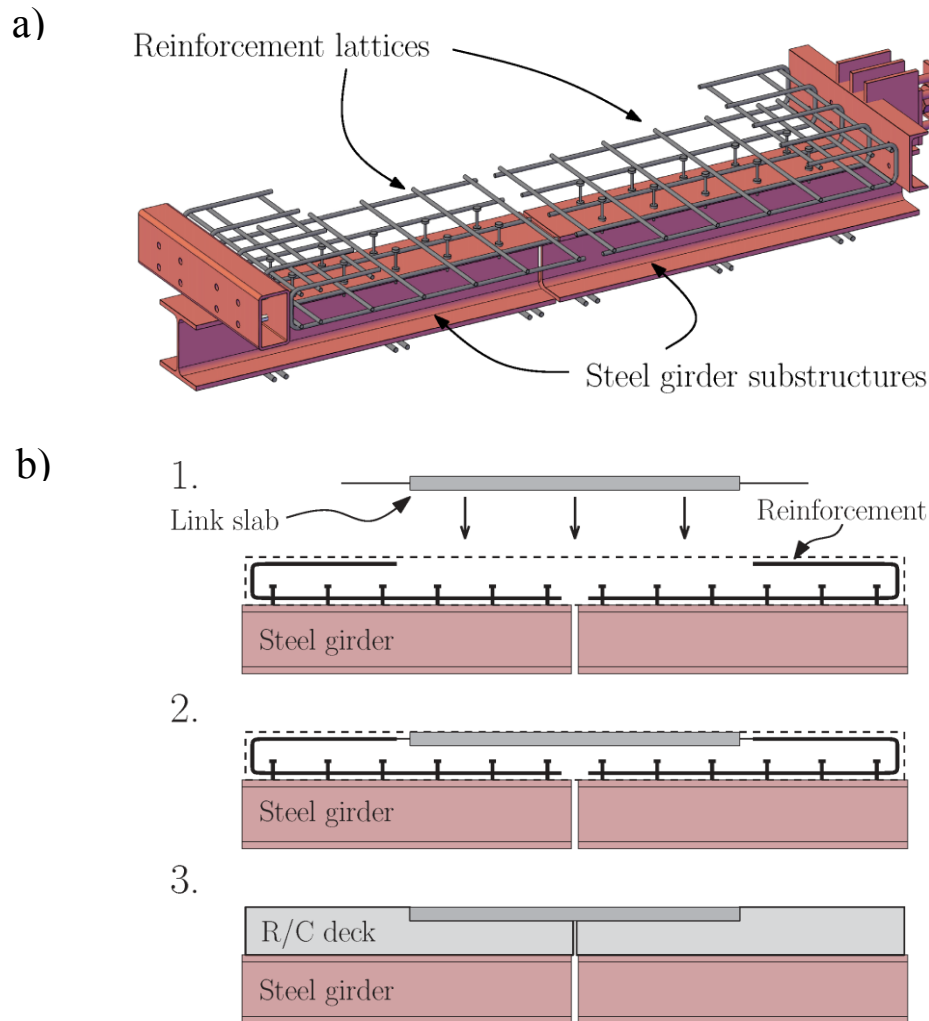 a)
Reinforcement lattices
Steel girder substructures
b)
1.
Link slab
Reinforcement
Steel girder
2.
Steel girder
3.
R/C deck
Steel girder